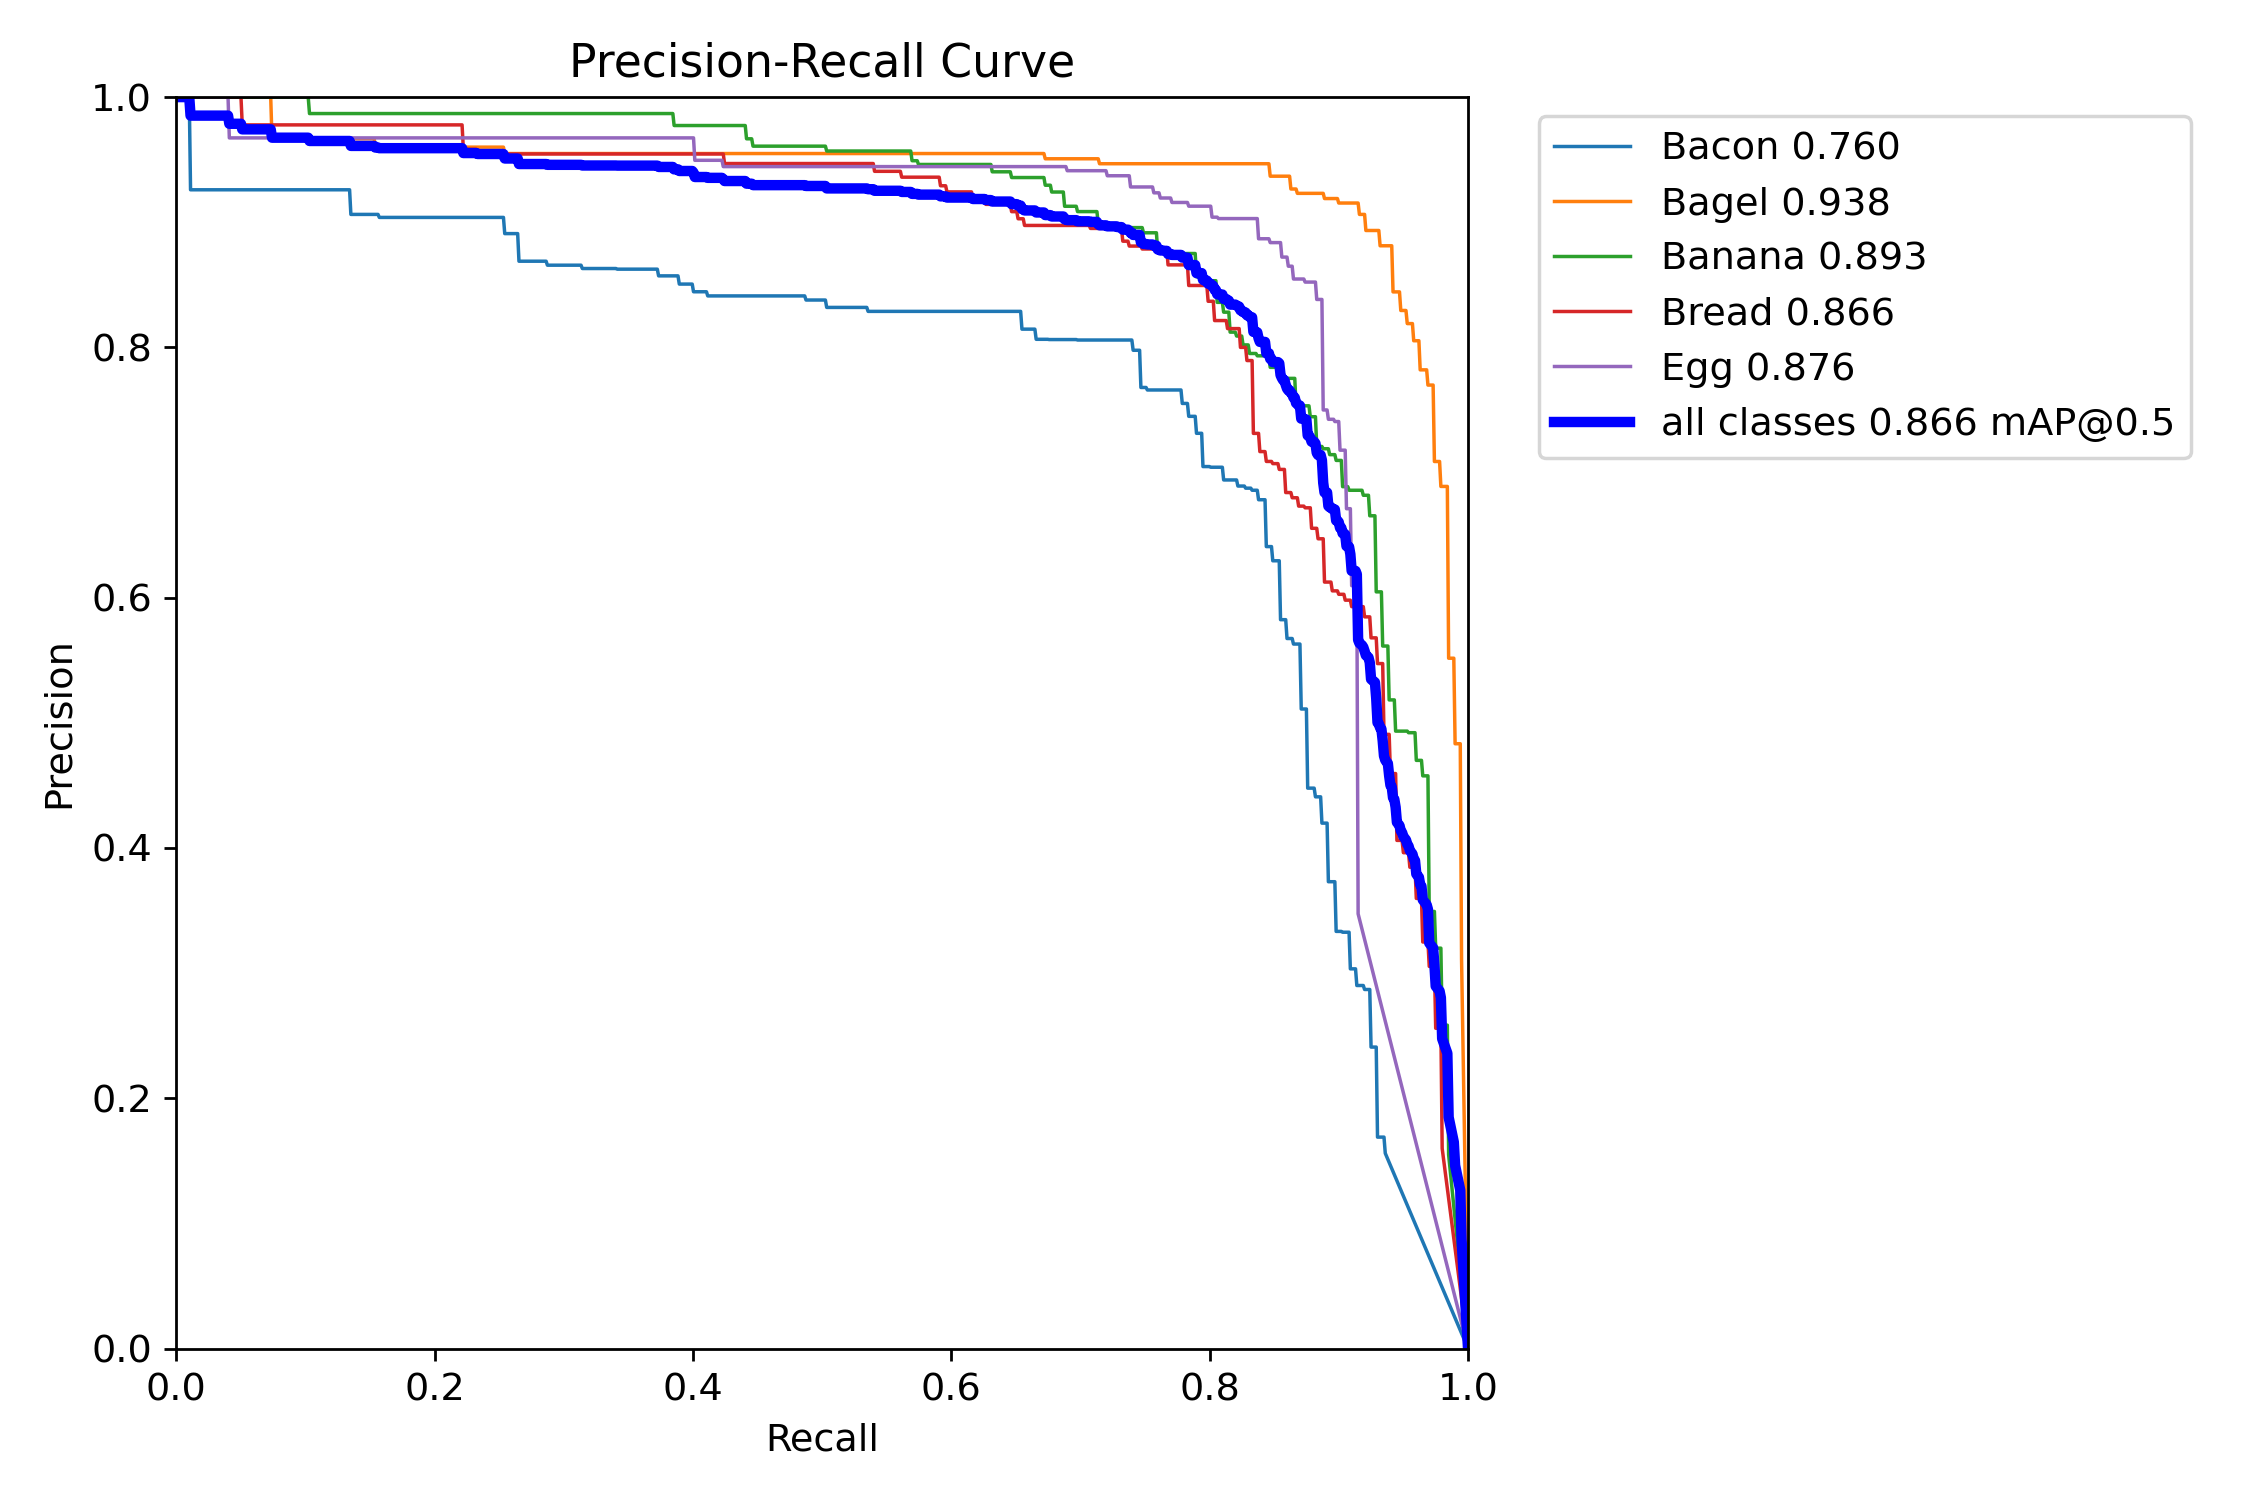 Precision-Recall Curve
1.0
0.8
0.6
0.4
0.2
0.0
Precision
0.0 0.2 0.4 0.6 0.8 1.0
Recall
Bacon 0.760
Bagel 0.938
Banana 0.893
Bread 0.866
Egg 0.876
all classes 0.866 mAP@0.5